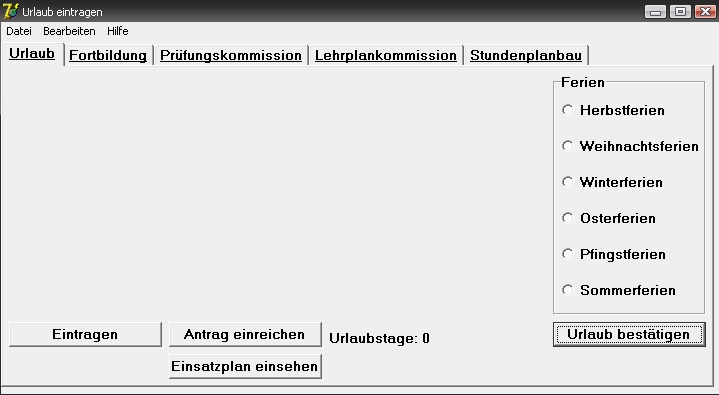 Urlaub eintragen
Datei Bearbeiten Hilfe
Urlaub Fortbildung Prüfungskommission Lehrplankommission Stundenplanbau
Ferien
Herbstferien
Weihnachtsferien
Winterferien
Osterferien
Pfingstferien
Sommerferien
Eintragen Antrag einreichen Urlaubstage: 0 Urlaub bestätigen
Einsatzplan einsehen